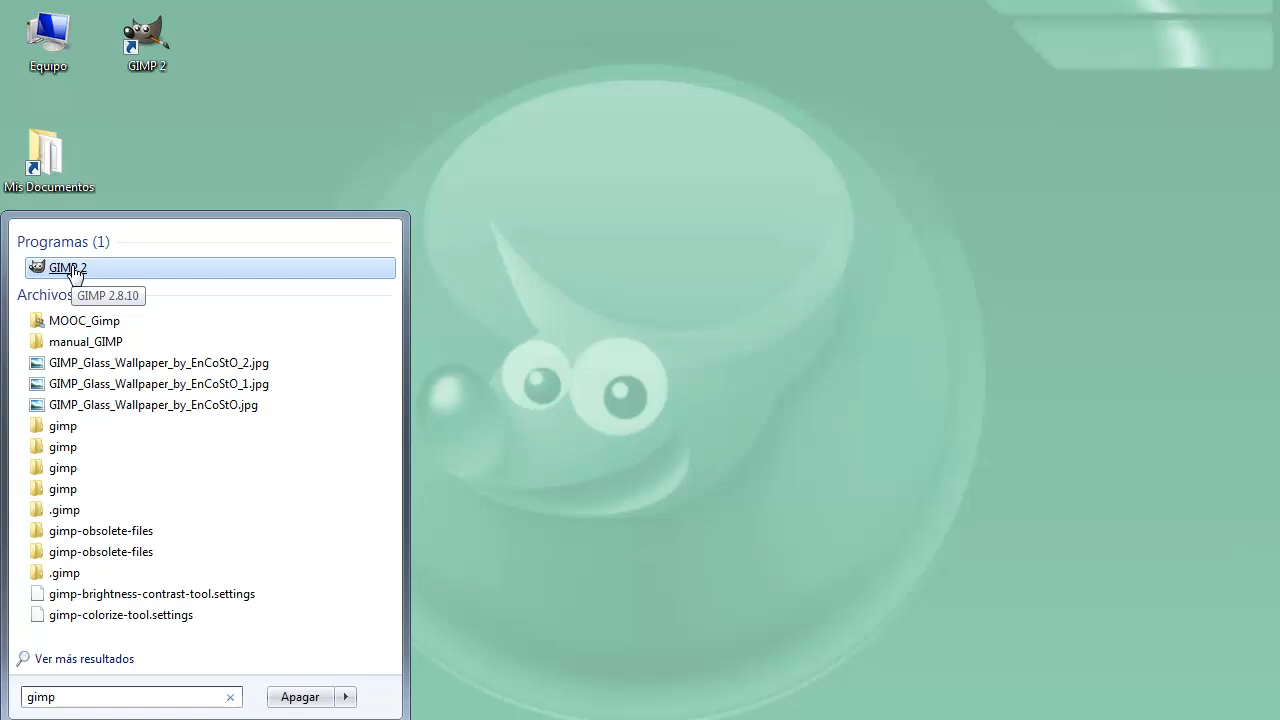 Equipo
GIMP 2
Mis Documentos
Programas (1)
GIMP 2
Archivos
GIMP 2.8.10
MOOC_Gimp
manual_GIMP
GIMP_Glass_Wallpaper_by_EnCoStO_2.jpg
GIMP_Glass_Wallpaper_by_EnCoStO_1.jpg
GIMP_Glass_Wallpaper_by_EnCoStO.jpg
gimp
gimp
gimp
gimp
.gimp
gimp-obsolete-files
gimp-obsolete-files
.gimp
gimp-brightness-contrast-tool.settings
gimp-colorize-tool.settings
Ver más resultados
gimp
Apagar